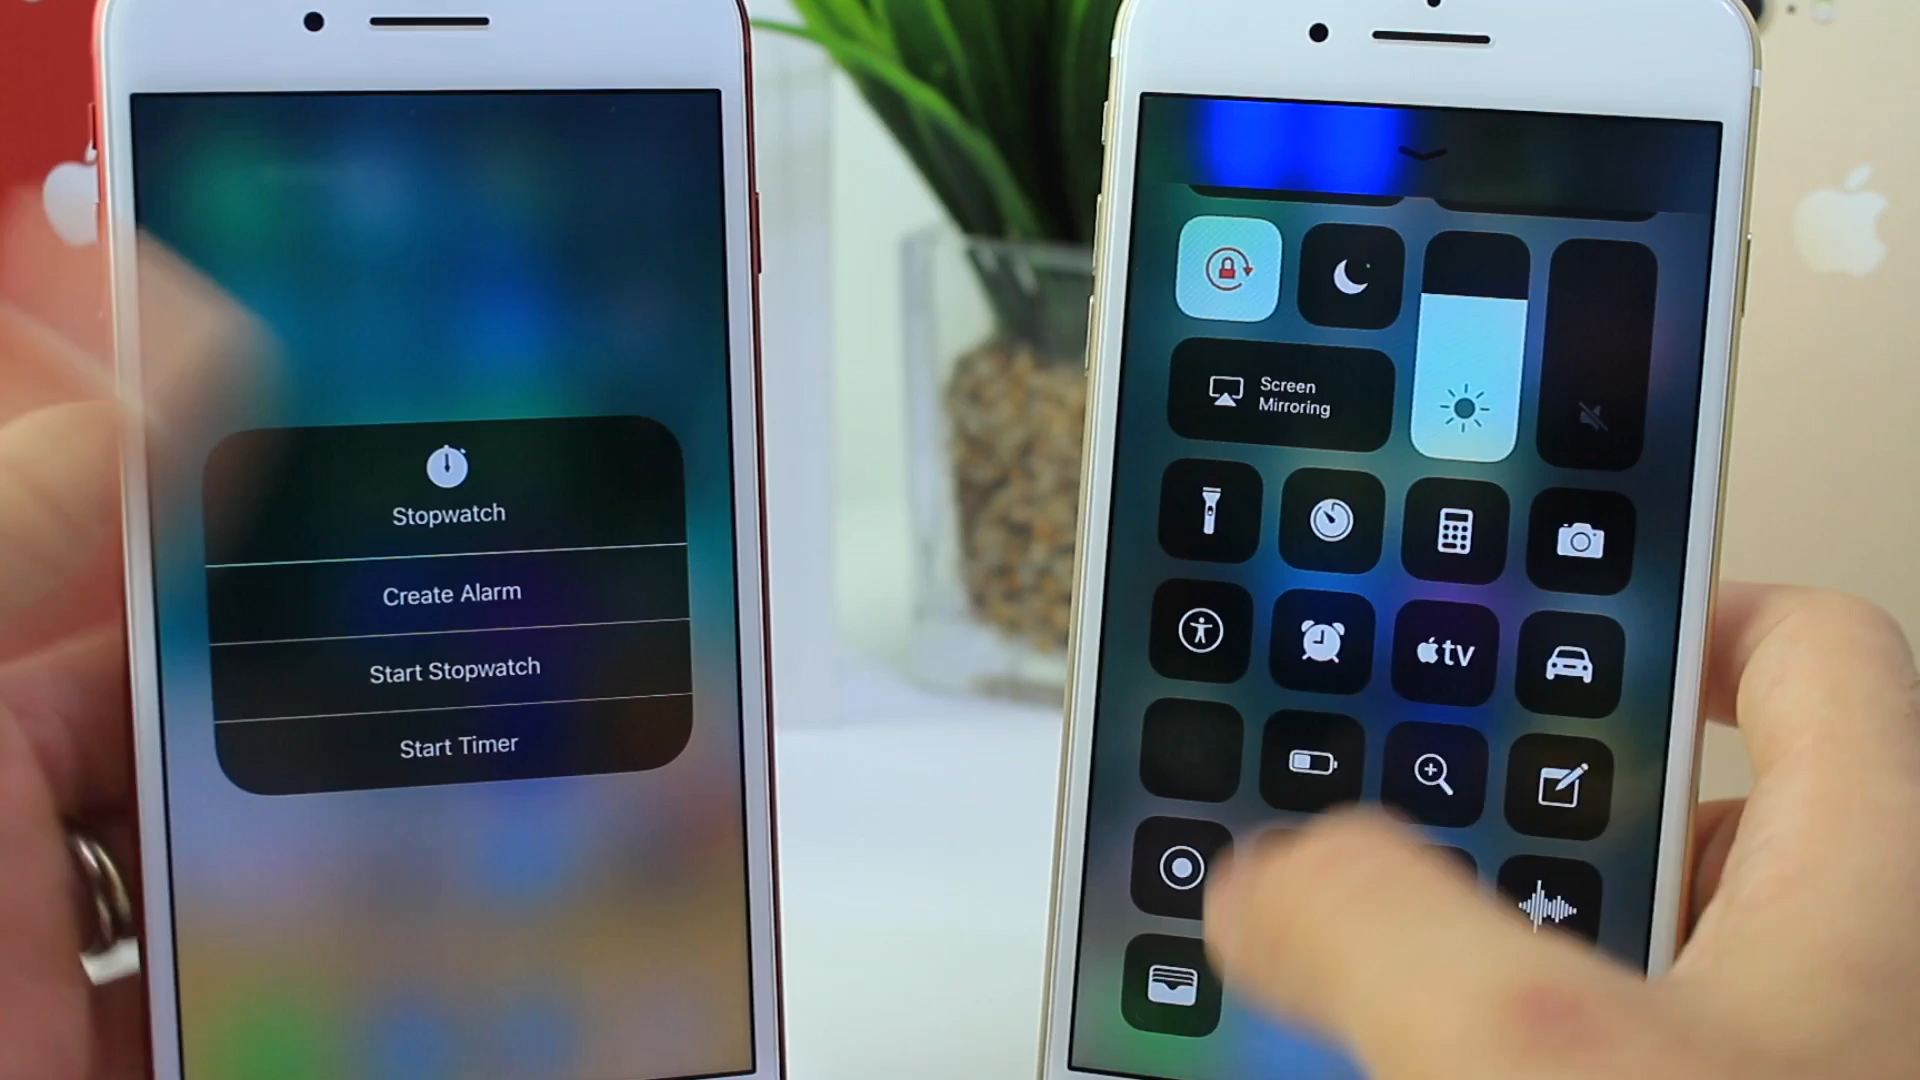 Stopwatch
Create Alarm
Start Stopwatch
Start Timer
Screen
Mirroring
tv